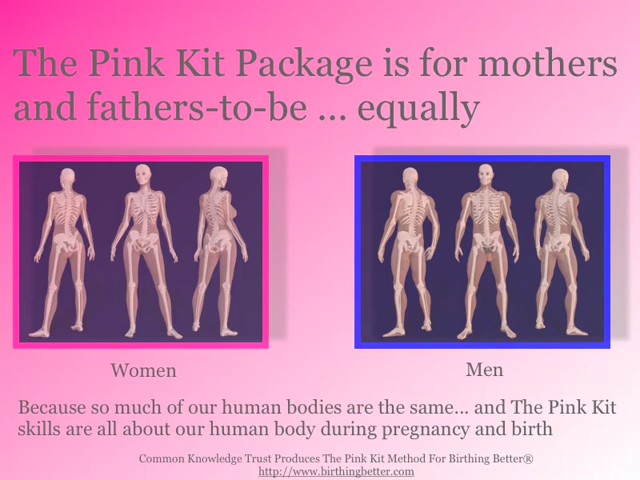 The Pink Kit Package is for mothers
and fathers-to-be ... equally
Women
Men
Because so much of our human bodies are the same... and The Pink Kit
skills are all about our human body during pregnancy and birth
Common Knowledge Trust Produces The Pink Kit Method For Birthing Better®
http://www.birthingbetter.com